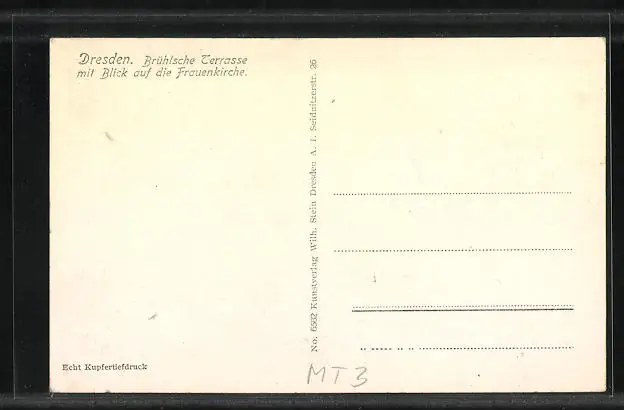 Dresden. Brühlsche Terrasse
mit Blick auf die Frauenkirche.
No. 6562 Kunstverlag Wilh. Stein Dresden A. 1. Seidnitzerstr. 26
Echt Kupfertiefdruck
MT3